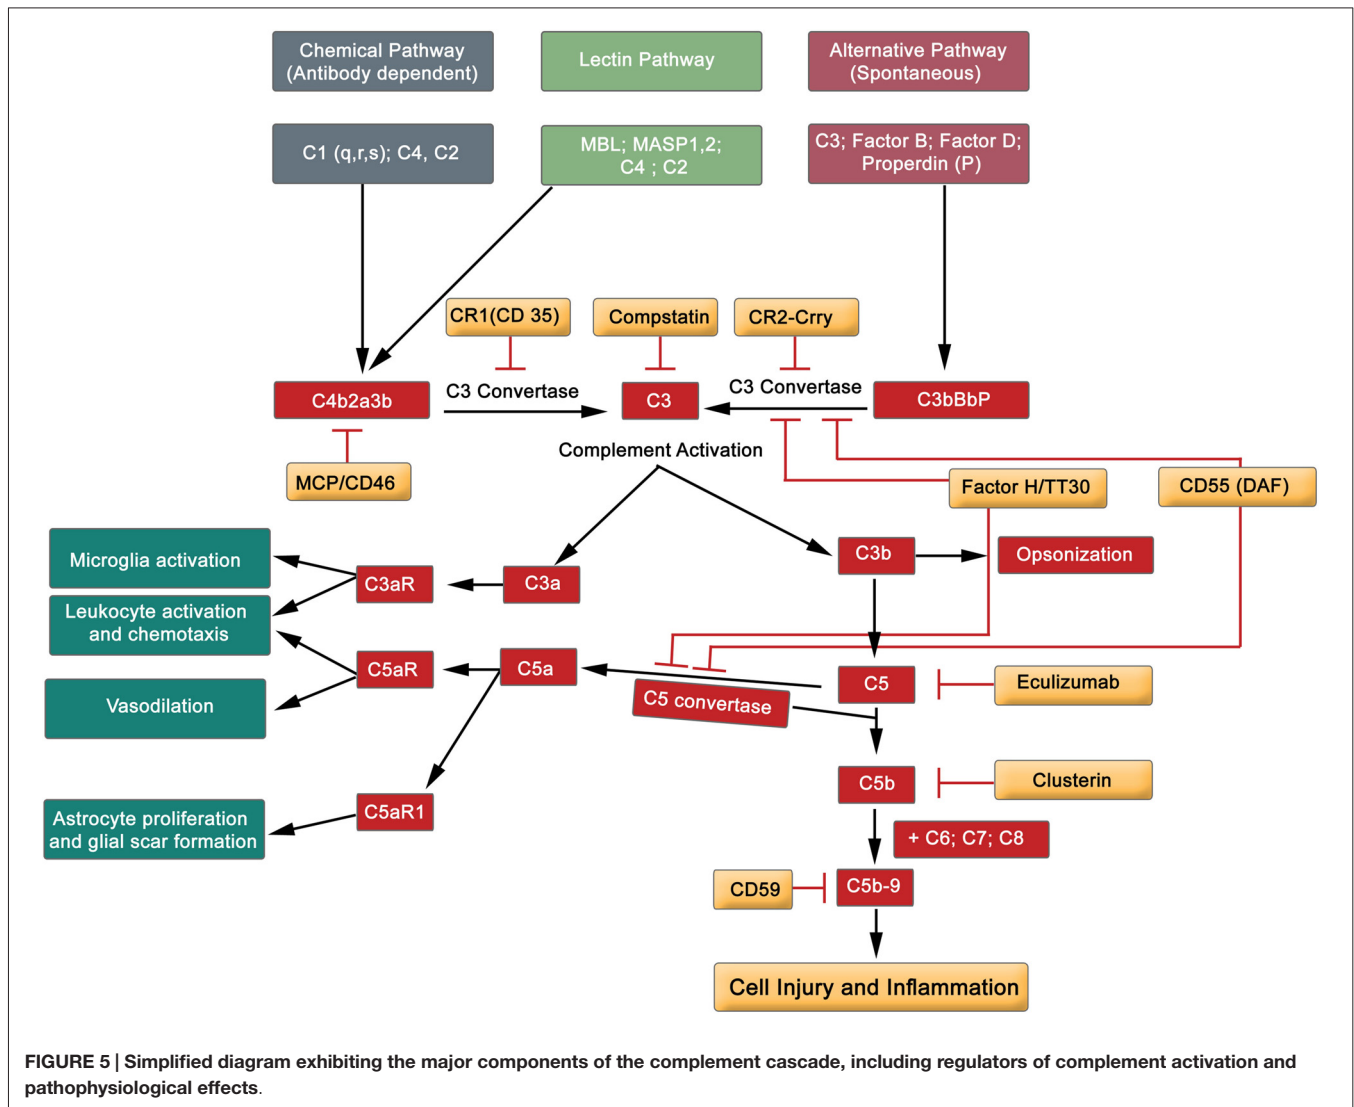 Chemical Pathway
(Antibody dependent)
Lectin Pathway
Alternative Pathway
(Spontaneous)
C1 (q,r,s); C4, C2
MBL; MASP1,2;
C4 ; C2
C3; Factor B; Factor D;
Properdin (P)
CR1(CD 35)
Compstatin
CR2-Crry
C4b2a3b
C3 Convertase
C3
C3 Convertase
C3bBbP
Complement Activation
MCP/CD46
Factor H/TT30
CD55 (DAF)
Microglia activation
C3aR
C3a
C3b
Opsonization
Leukocyte activation
and chemotaxis
C5aR
C5a
C5 convertase
C5
Eculizumab
Vasodilation
C5b
Clusterin
Astrocyte proliferation
and glial scar formation
C5aR1
+ C6; C7; C8
CD59
C5b-9
Cell Injury and Inflammation
FIGURE 5 | Simplified diagram exhibiting the major components of the complement cascade, including regulators of complement activation and
pathophysiological effects.